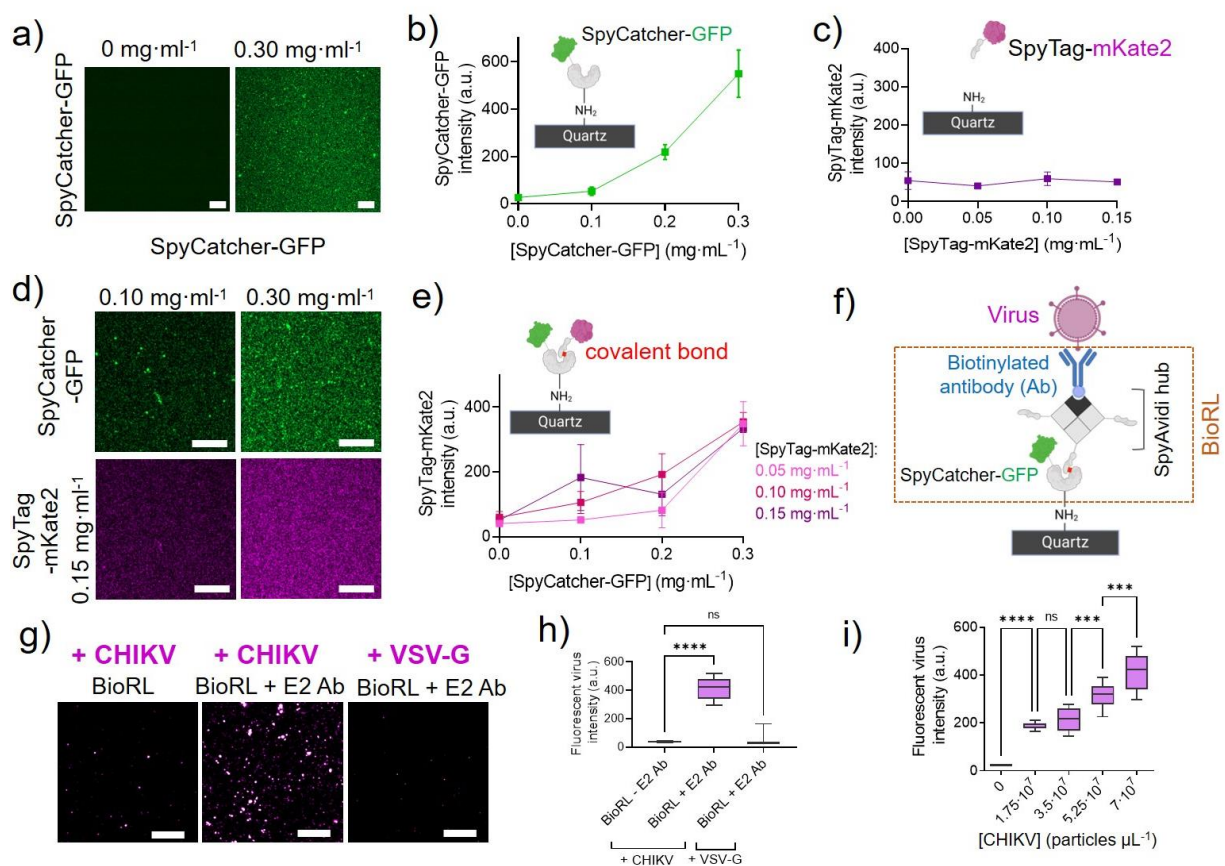 a)
0 mg·ml-1
0.30 mg·ml-1
SpyCatcher-GFP
SpyCatcher-GFP
b)
SpyCatcher-GFP
NH2
Quartz
SpyCatcher-GFP
intensity (a.u.)
600
400
200
0
0.0
0.1
0.2
0.3
[SpyCatcher-GFP] (mg·mL-1)
c)
SpyTag-mKate2
NH2
Quartz
SpyTag-mKate2
intensity (a.u.)
400
300
200
100
0
0.00
0.05
0.10
0.15
[SpyTag-mKate2] (mg·mL-1)
d)
0.10 mg·ml-1
0.30 mg·ml-1
SpyCatcher
-GFP
SpyTag
-mKate2
0.15 mg·ml-1
e)
covalent bond
NH2
Quartz
SpyTag-mKate2
intensity (a.u.)
400
200
0
0.0
0.1
0.2
0.3
[SpyCatcher-GFP] (mg·mL-1)
[SpyTag-mKate2]:
0.05 mg·mL-1
0.10 mg·mL-1
0.15 mg·mL-1
f)
Virus
Biotinylated
antibody (Ab)
SpyAvidi hub
BioRL
SpyCatcher-GFP
NH2
Quartz
g)
+ CHIKV
BioRL
+ CHIKV
BioRL + E2 Ab
+ VSV-G
BioRL + E2 Ab
h)
ns
****
Fluorescent virus
intensity (a.u.)
600
400
200
0
BioRL - E2 Ab
BioRL + E2 Ab
BioRL + E2 Ab
+ CHIKV
+ VSV-G
i)
****
ns
***
***
Fluorescent virus
intensity (a.u.)
600
400
200
0
0
1.75·10^7
3.5·10^7
5.25·10^7
7·10^7
[CHIKV] (particles µL-1)